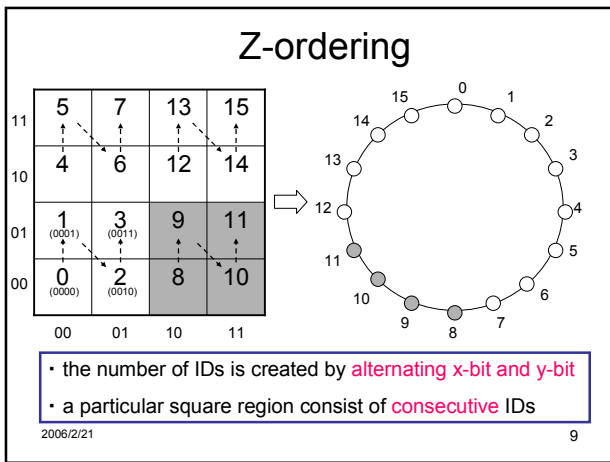 Z-ordering
11 5 7 13 15
10 4 6 12 14
01 1 3 9 11
(0001) (0011)
00 0 2 8 10
(0000) (0010)
00 01 10 11
0
15 1
14 2
13 3
12 4
11 5
10 6
9 7
8
・the number of IDs is created by alternating x-bit and y-bit
・a particular square region consist of consecutive IDs
2006/2/21 9